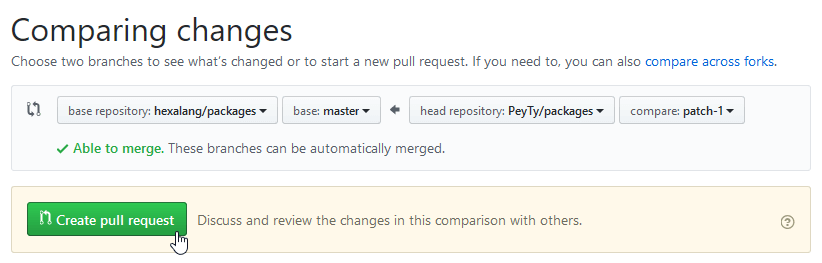 Comparing changes
Choose two branches to see what's changed or to start a new pull request. If you need to, you can also compare across forks.
base repository: hexalang/packages base: master head repository: PeyTy/packages compare: patch-1
Able to merge. These branches can be automatically merged.
Create pull request Discuss and review the changes in this comparison with others.